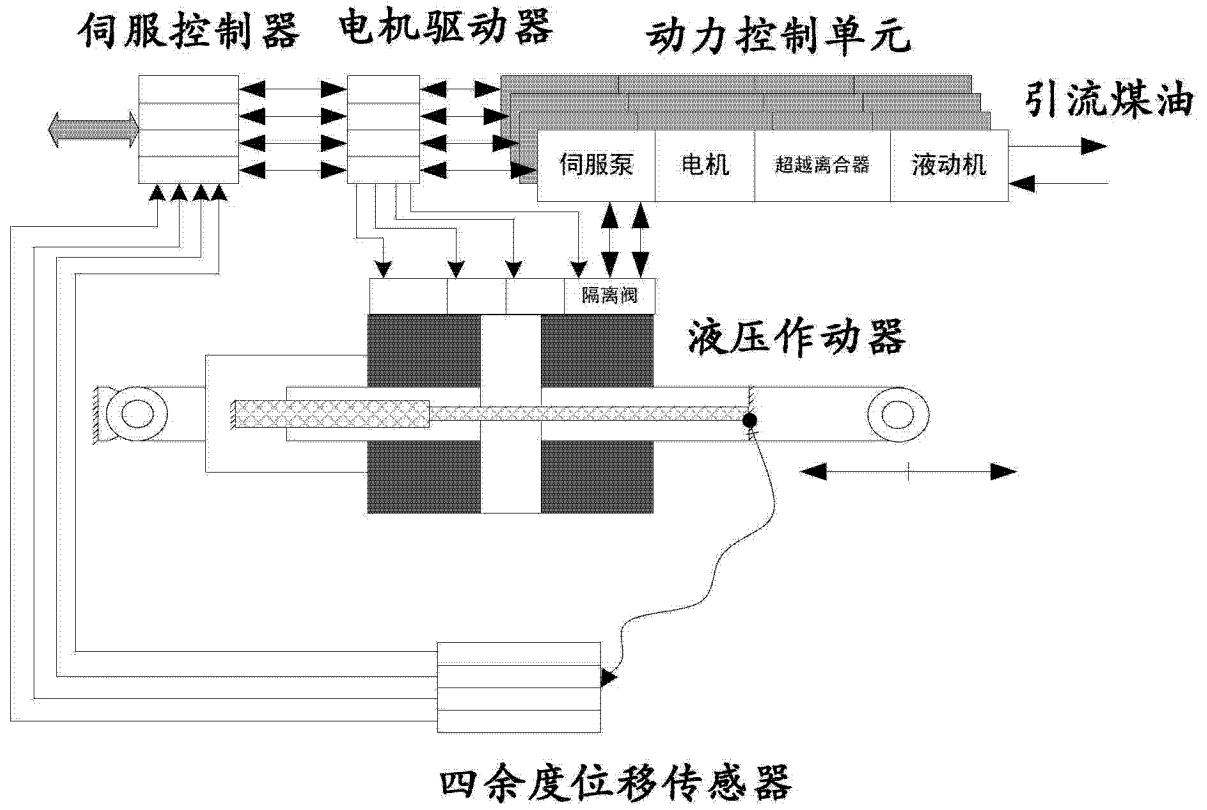 伺服控制器
电机驱动器
动力控制单元
引流煤油
伺服泵
电机
超越离合器
液动机
隔离阀
液压作动器
四余度位移传感器